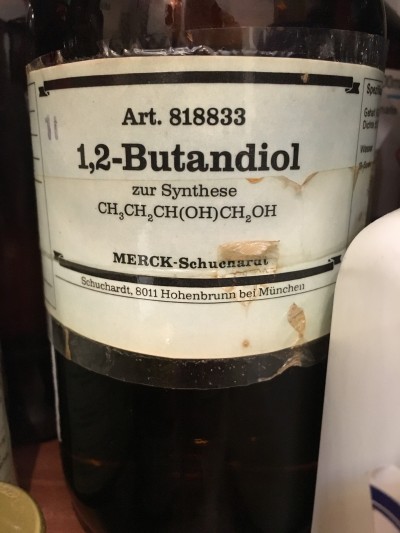 1l
Art. 818833
1,2-Butandiol
zur Synthese
CH₃CH₂CH(OH)CH₂OH
MERCK-Schuchardt
Schuchardt, 8011 Hohenbrunn bei München